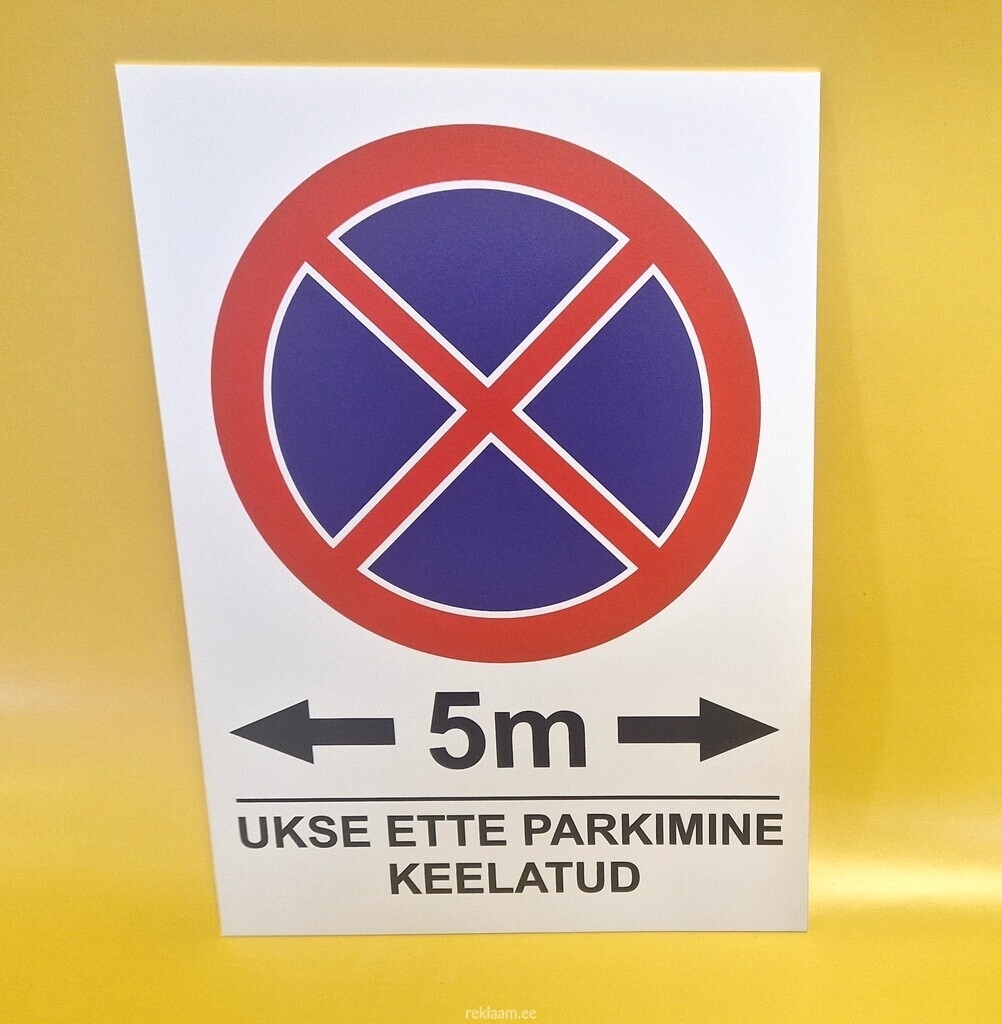 5m
UKSE ETTE PARKIMINE
KEELATUD
reklaam.ee